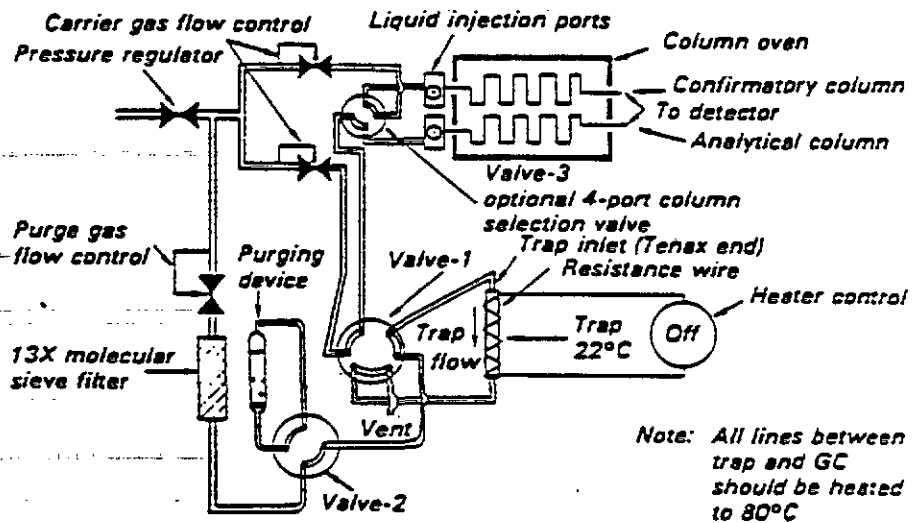 Carrier gas flow control
Pressure regulator
Liquid injection ports
Column oven
Confirmatory column
To detector
Analytical column
Valve-3
optional 4-port column
selection valve
Purge gas
flow control
Purging
device
Valve-1
Trap inlet (Tenax end)
Resistance wire
Heater control
Off
Trap
flow
Trap
22°C
13X molecular
sieve filter
Vent
Valve-2
Note: All lines between
trap and GC
should be heated
to 80°C